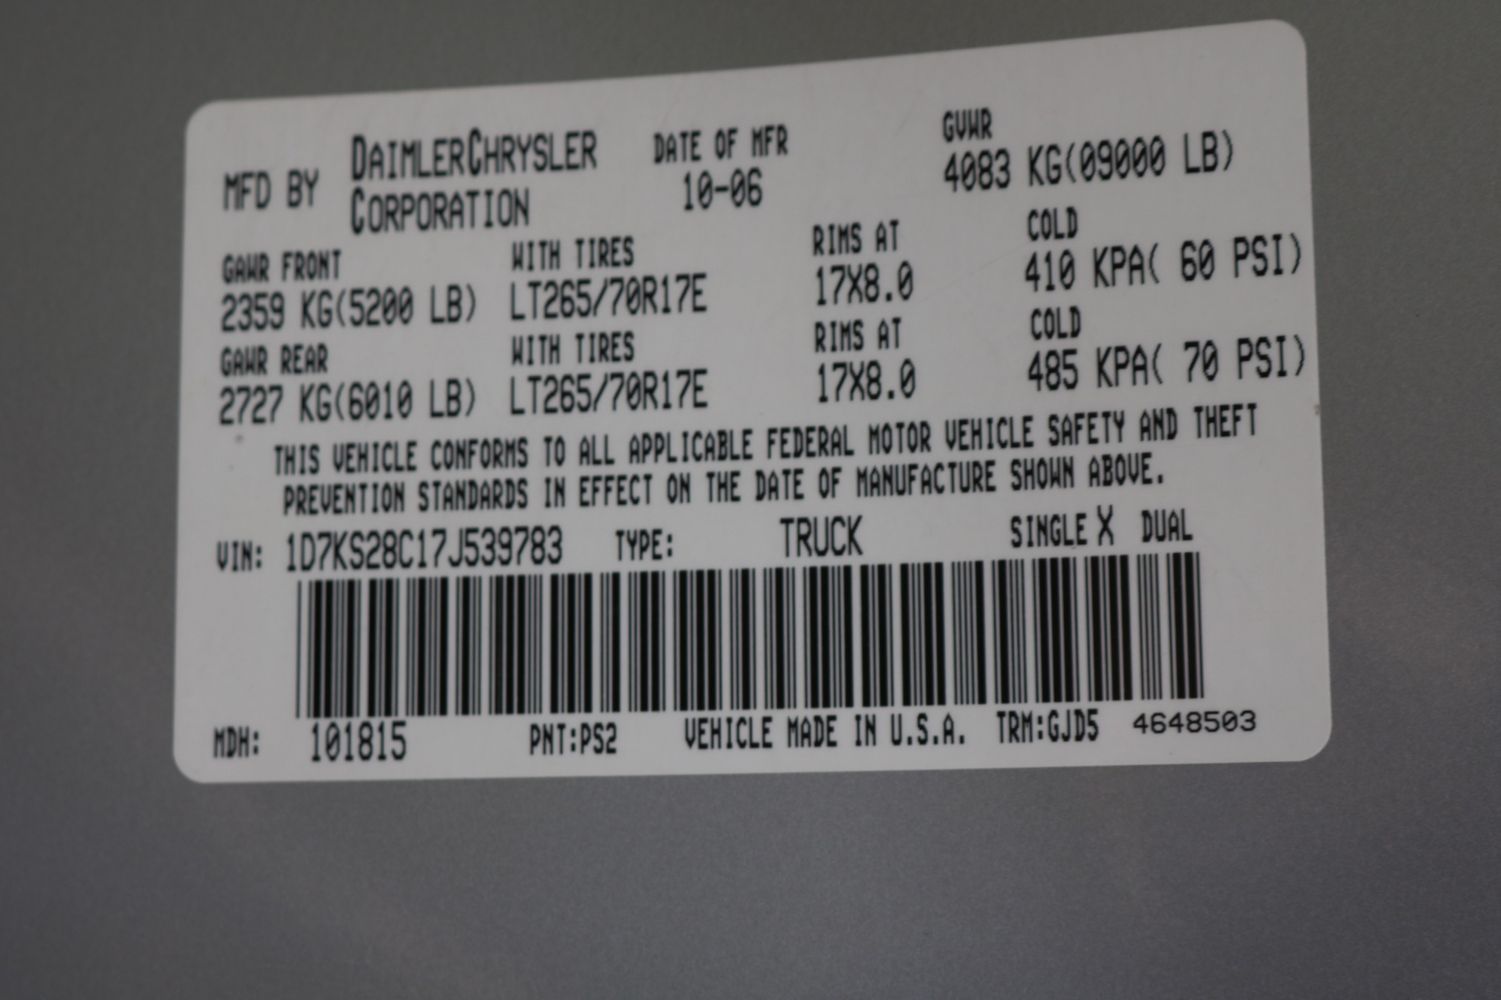 MFD BY DAIMLERCHRYSLER CORPORATION DATE OF MFR 10-06 GVWR 4083 KG(09000 LB)
GAWR FRONT WITH TIRES RIMS AT COLD
2359 KG(5200 LB) LT265/70R17E 17X8.0 410 KPA( 60 PSI)
GAWR REAR WITH TIRES RIMS AT COLD
2727 KG(6010 LB) LT265/70R17E 17X8.0 485 KPA( 70 PSI)
THIS VEHICLE CONFORMS TO ALL APPLICABLE FEDERAL MOTOR VEHICLE SAFETY AND THEFT
PREVENTION STANDARDS IN EFFECT ON THE DATE OF MANUFACTURE SHOWN ABOVE.
VIN: 1D7KS28C17J539783 TYPE: TRUCK SINGLE X DUAL
MDH: 101815 PNT:PS2 VEHICLE MADE IN U.S.A. TRM:GJD5 4648503